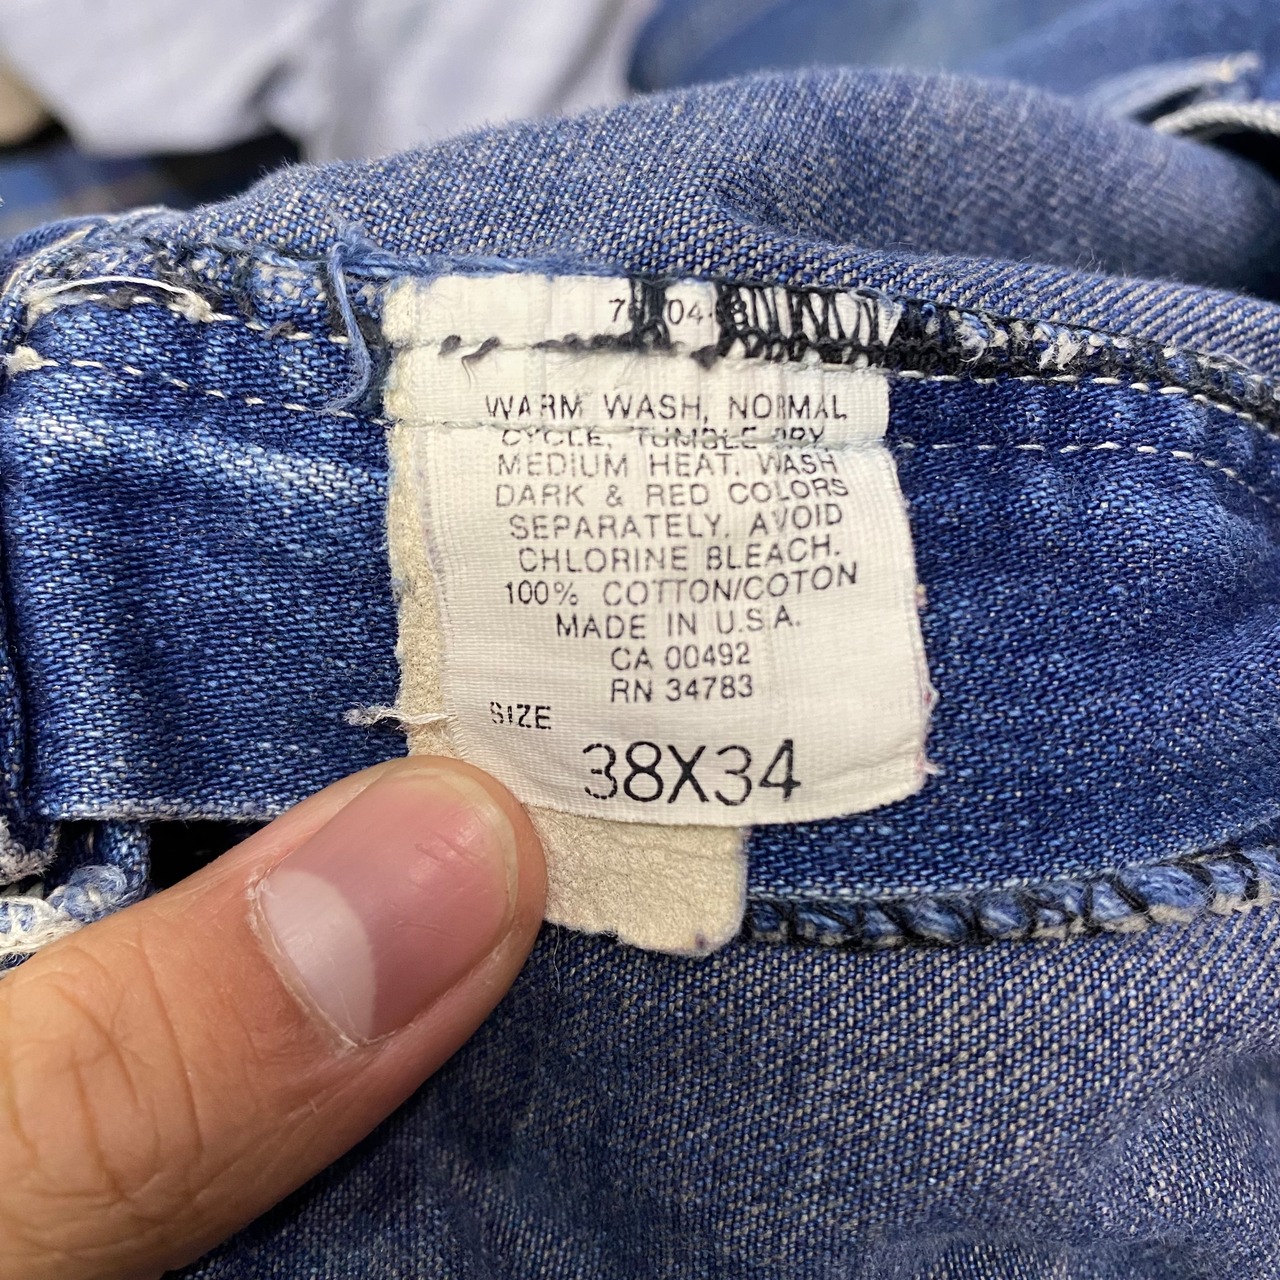 WARM WASH, NORMAL
CYCLE, TUMBLE DRY
MEDIUM HEAT. WASH
DARK & RED COLORS
SEPARATELY. AVOID
CHLORINE BLEACH.
100% COTTON/COTON
MADE IN U.S.A.
CA 00492
RN 34783
SIZE
38X34